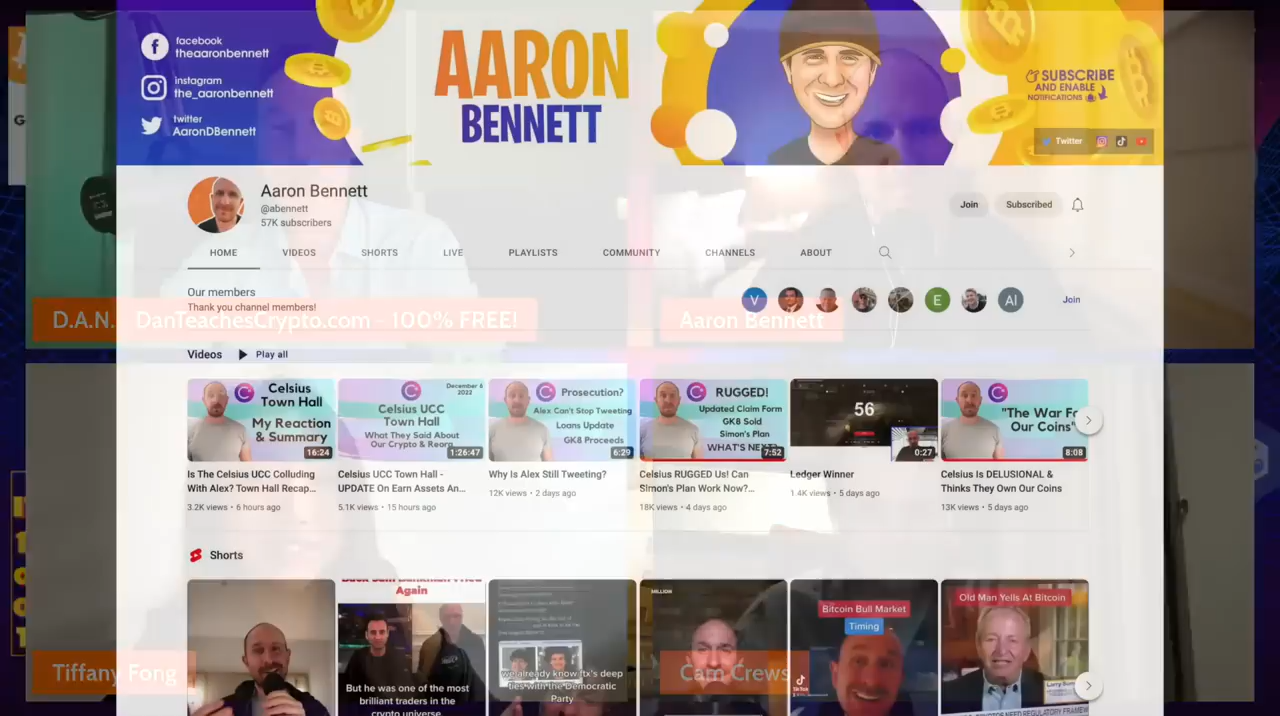 facebook
theaaronbennett
instagram
the_aaronbennett
twitter
AaronDBennett
AARON
BENNETT
SUBSCRIBE
AND ENABLE
NOTIFICATIONS
Twitter
Aaron Bennett
@abennett
57K subscribers
Join
Subscribed
HOME
VIDEOS
SHORTS
LIVE
PLAYLISTS
COMMUNITY
CHANNELS
ABOUT
Our members
Thank you channel members!
V
E
AI
Join
D.A.N. DanTeachesCrypto.com - 100% FREE!
Aaron Bennett
Videos
Play all
Celsius
Town Hall
My Reaction
& Summary
16:24
December 6
2022
Celsius UCC
Town Hall
What They Said About
Our Crypto & Reorg
1:26:47
Prosecution?
Alex Can't Stop Tweeting
Loans Update
GK8 Proceeds
6:29
RUGGED!
Updated Claim Form
GK8 Sold
Simon's Plan
WHAT'S NEXT?
7:52
56
0:27
"The War For
Our Coins"
8:08
Is The Celsius UCC Colluding
With Alex? Town Hall Recap...
3.2K views • 6 hours ago
Celsius UCC Town Hall -
UPDATE On Earn Assets An...
5.1K views • 15 hours ago
Why Is Alex Still Tweeting?
12K views • 2 days ago
Celsius RUGGED Us! Can
Simon's Plan Work Now?...
18K views • 4 days ago
Ledger Winner
1.4K views • 5 days ago
Celsius Is DELUSIONAL &
Thinks They Own Our Coins
13K views • 5 days ago
Shorts
Again
But he was one of the most
brilliant traders in the
crypto universe
we already know ftx's deep
ties with the Democratic
Party
MILLION
Bitcoin Bull Market
Timing
TikTok
Old Man Yells At Bitcoin
Tiffany Fong
Cam Crews